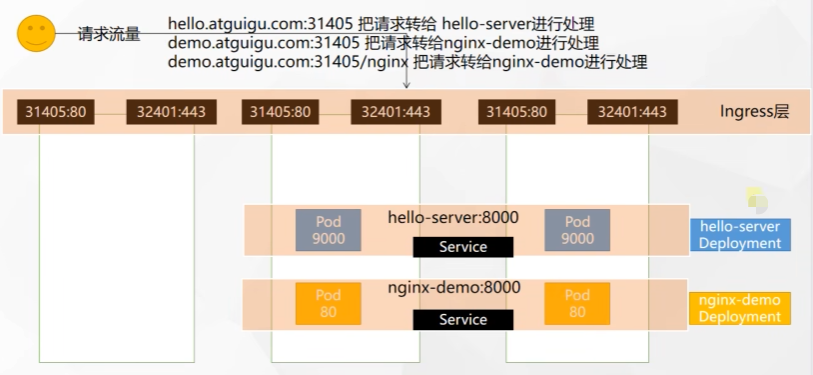 请求流量
hello.atguigu.com:31405 把请求转给 hello-server进行处理
demo.atguigu.com:31405 把请求转给nginx-demo进行处理
demo.atguigu.com:31405/nginx 把请求转给nginx-demo进行处理
31405:80
32401:443
31405:80
32401:443
31405:80
32401:443
Ingress层
Pod
9000
hello-server:8000
Service
Pod
9000
hello-server
Deployment
Pod
80
nginx-demo:8000
Service
Pod
80
nginx-demo
Deployment